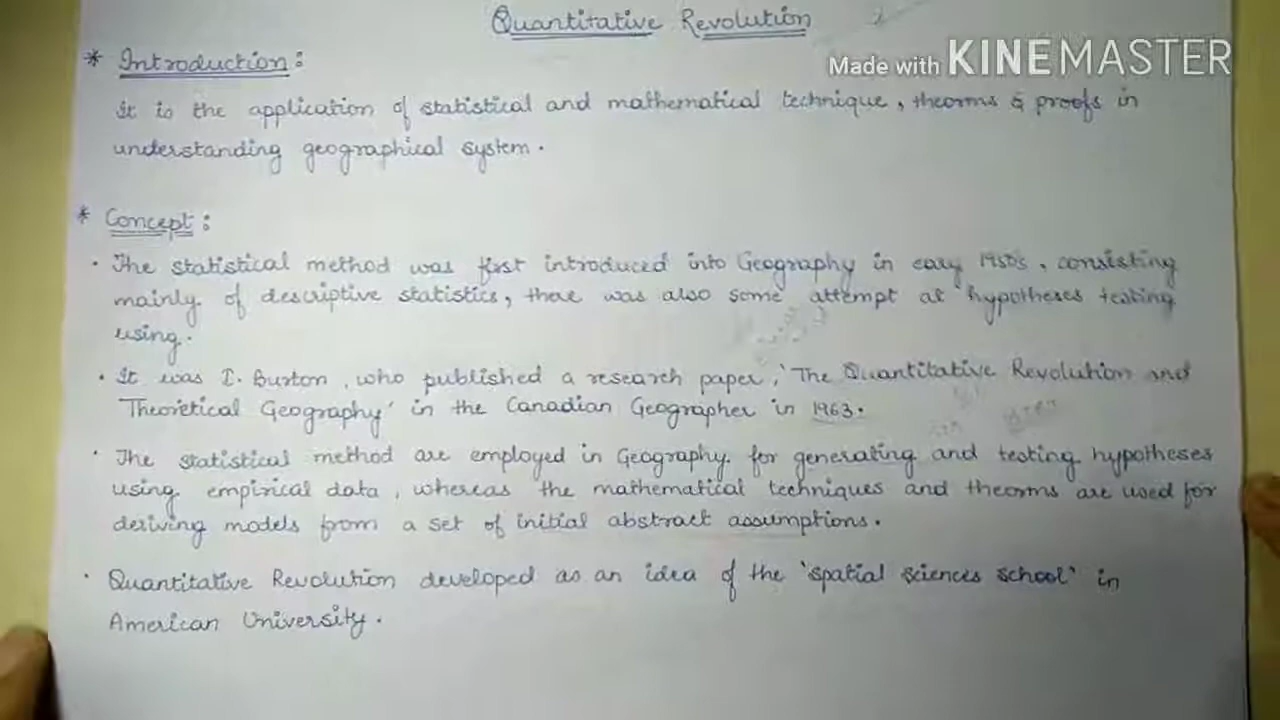 Quantitative Revolution
Made with KINEMASTER
* Introduction :
It is the application of statistical and mathematical technique, theorms & proofs in
understanding geographical system.
* Concept :
• The statistical method was first introduced into Geography in eary 1950's, consisting
mainly of descriptive statistics, there was also some attempt at hypotheses testing
using.
• It was I. Burton, who published a research paper, 'The Quantitative Revolution and
Theoretical Geography' in the Canadian Geographer in 1963.
• The statistical method are employed in Geography for generating and testing hypotheses
using empirical data, whereas the mathematical techniques and theorms are used for
deriving models from a set of initial abstract assumptions.
• Quantitative Revolution developed as an idea of the 'spatial sciences school' in
American University.